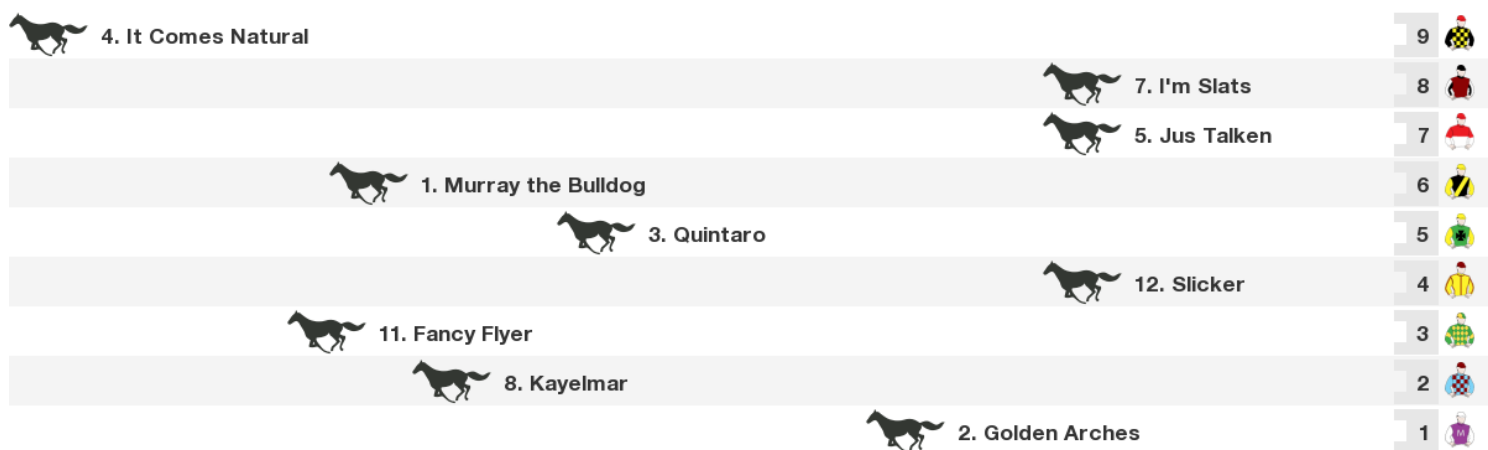 4. It Comes Natural 9
7. I'm Slats 8
5. Jus Talken 7
1. Murray the Bulldog 6
3. Quintaro 5
12. Slicker 4
11. Fancy Flyer 3
8. Kayelmar 2
2. Golden Arches 1 M